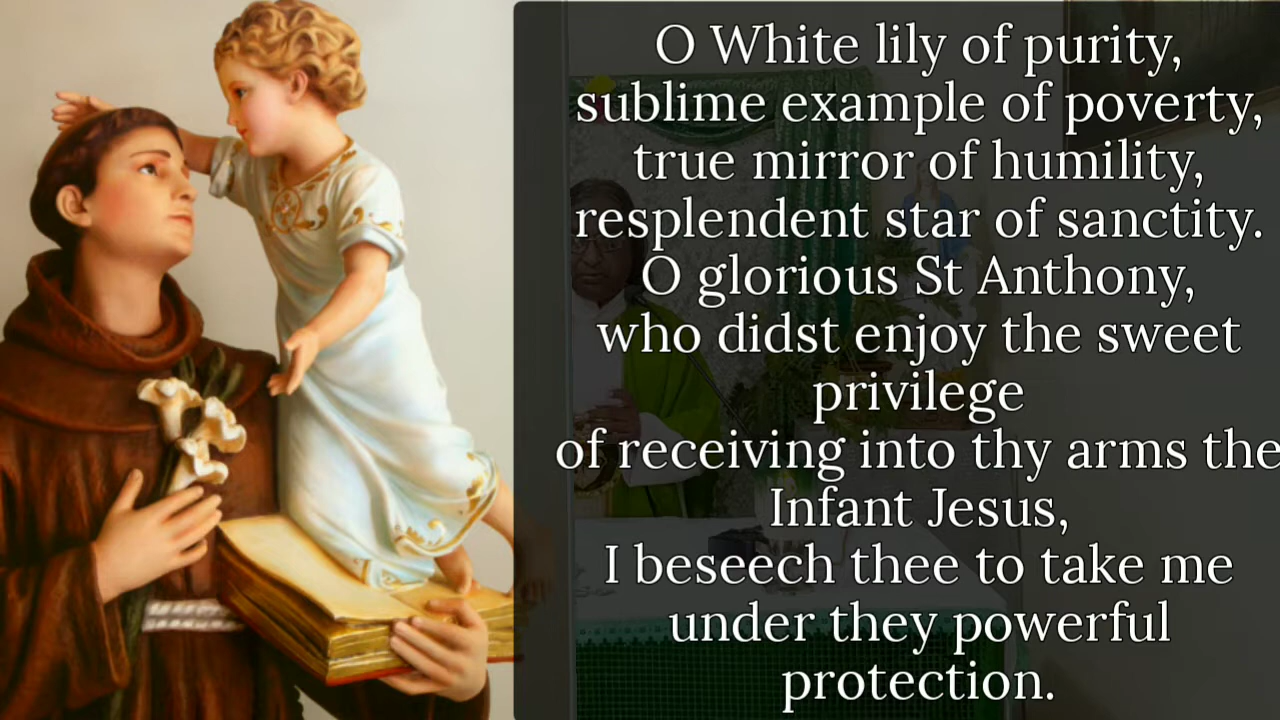 O White lily of purity,
sublime example of poverty,
true mirror of humility,
resplendent star of sanctity.
O glorious St Anthony,
who didst enjoy the sweet
privilege
of receiving into thy arms the
Infant Jesus,
I beseech thee to take me
under they powerful
protection.